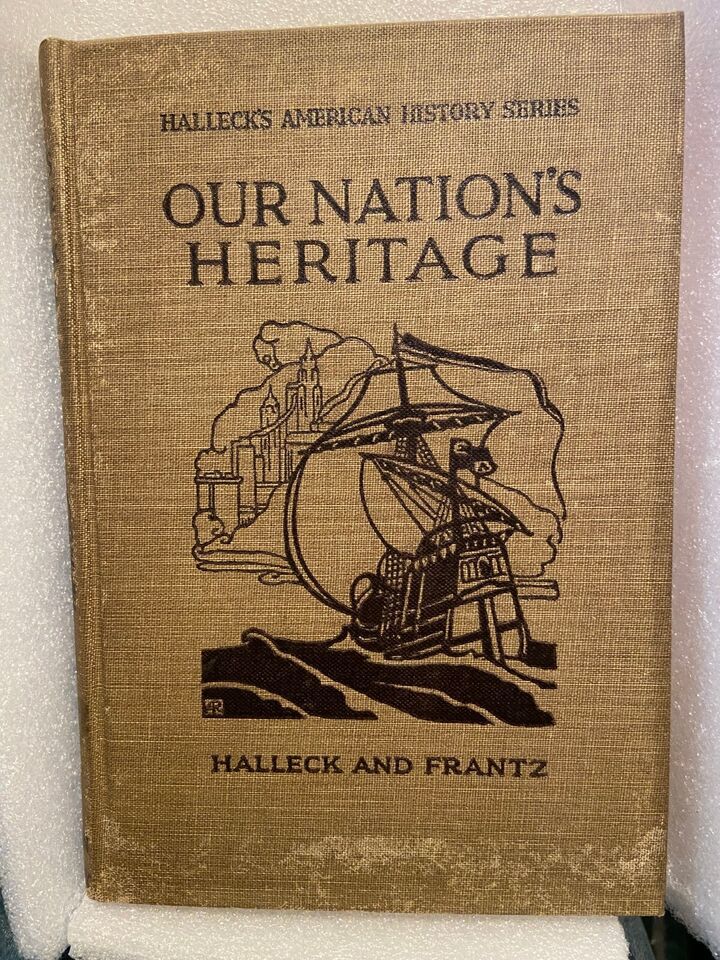 HALLECK'S AMERICAN HISTORY SERIES
OUR NATION'S
HERITAGE
HALLECK AND FRANTZ